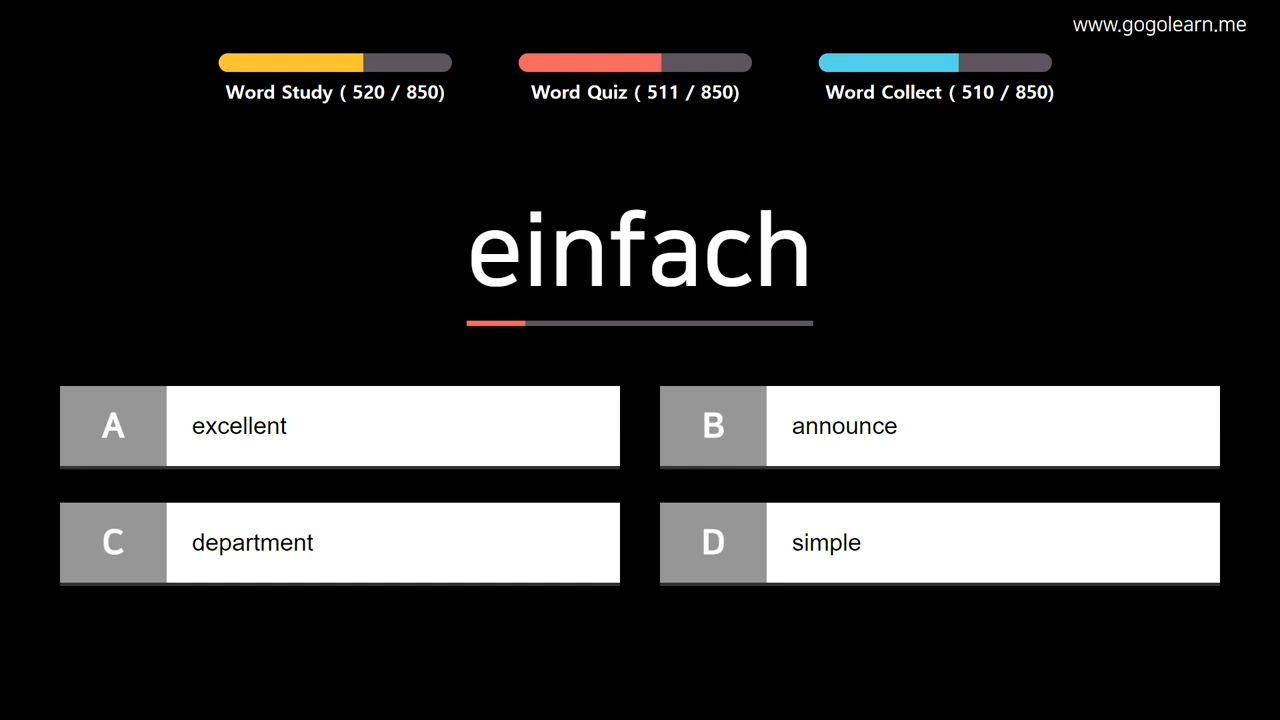 www.gogolearn.me
Word Study ( 520 / 850)
Word Quiz ( 511 / 850)
Word Collect ( 510 / 850)
einfach
A excellent
B announce
C department
D simple